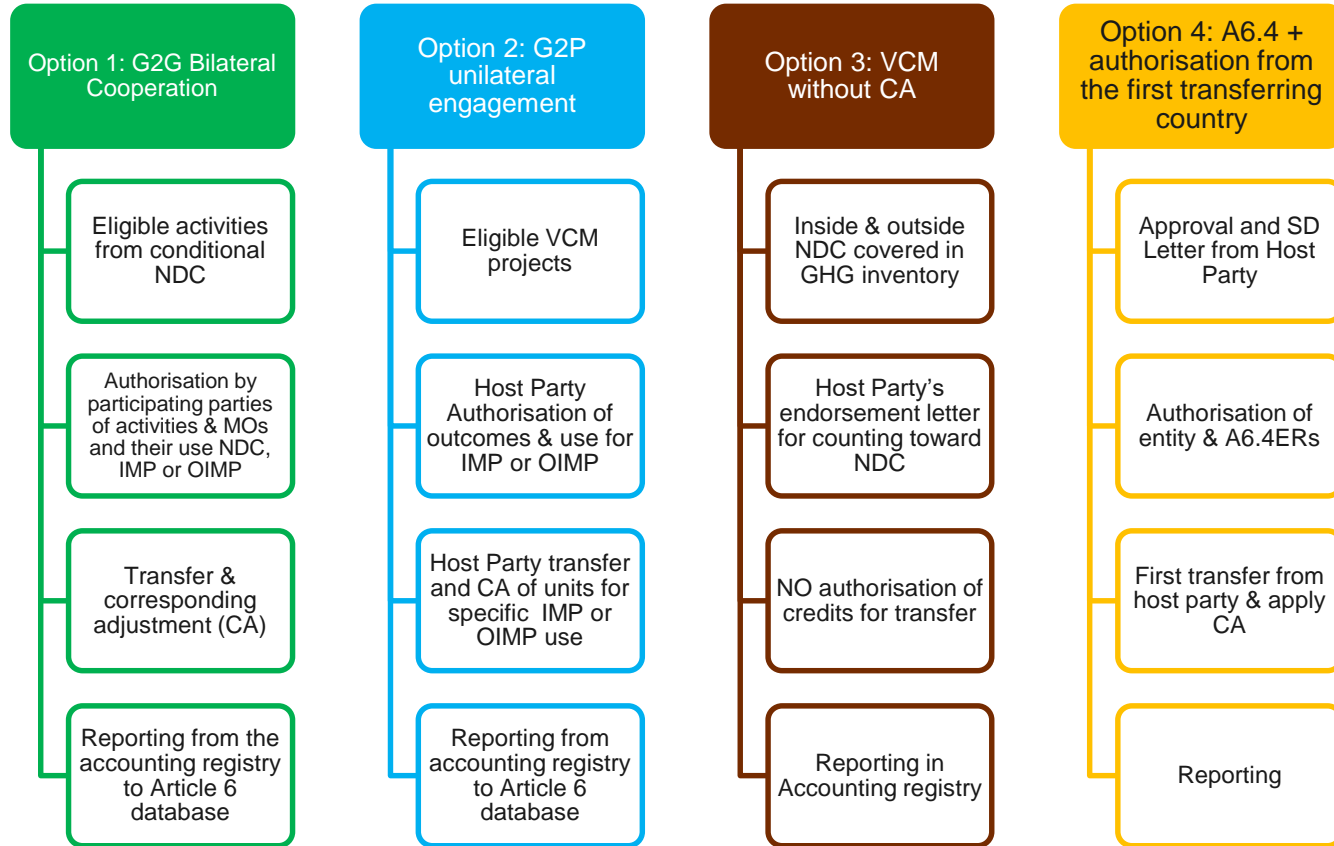 Option 1: G2G Bilateral
Cooperation
Eligible activities
from conditional
NDC
Authorisation by
participating parties
of activities & MOs
and their use NDC,
IMP or OIMP
Transfer &
corresponding
adjustment (CA)
Reporting from the
accounting registry
to Article 6
database
Option 2: G2P
unilateral
engagement
Eligible VCM
projects
Host Party
Authorisation of
outcomes & use for
IMP or OIMP
Host Party transfer
and CA of units for
specific IMP or
OIMP use
Reporting from
accounting registry
to Article 6
database
Option 3: VCM
without CA
Inside & outside
NDC covered in
GHG inventory
Host Party’s
endorsement letter
for counting toward
NDC
NO authorisation of
credits for transfer
Reporting in
Accounting registry
Option 4: A6.4 +
authorisation from
the first transferring
country
Approval and SD
Letter from Host
Party
Authorisation of
entity & A6.4ERs
First transfer from
host party & apply
CA
Reporting